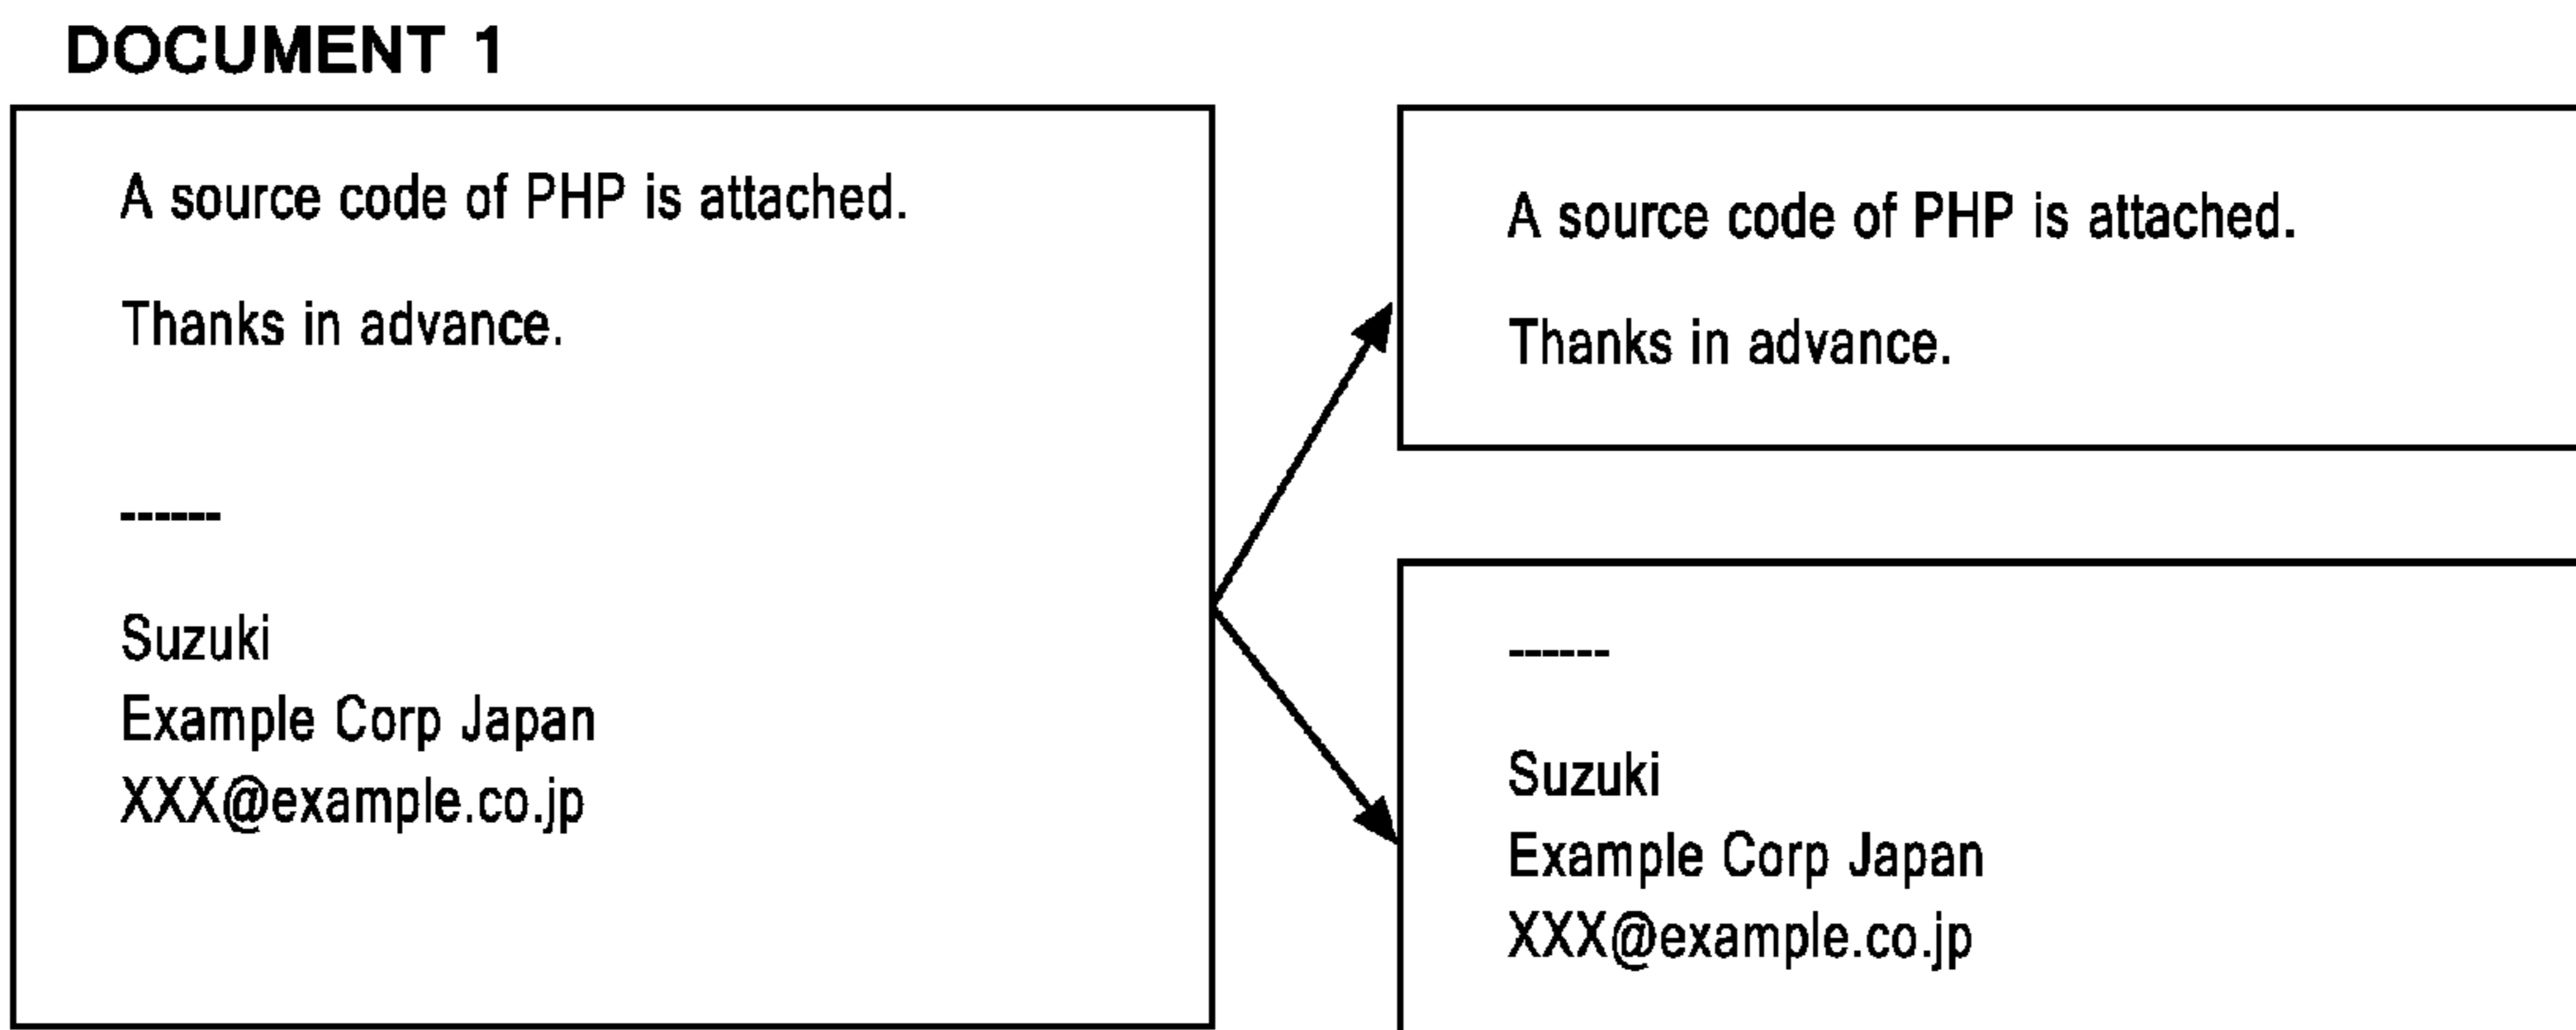 DOCUMENT 1
A source code of PHP is attached.
Thanks in advance.
------
Suzuki
Example Corp Japan
XXX@example.co.jp
A source code of PHP is attached.
Thanks in advance.
------
Suzuki
Example Corp Japan
XXX@example.co.jp